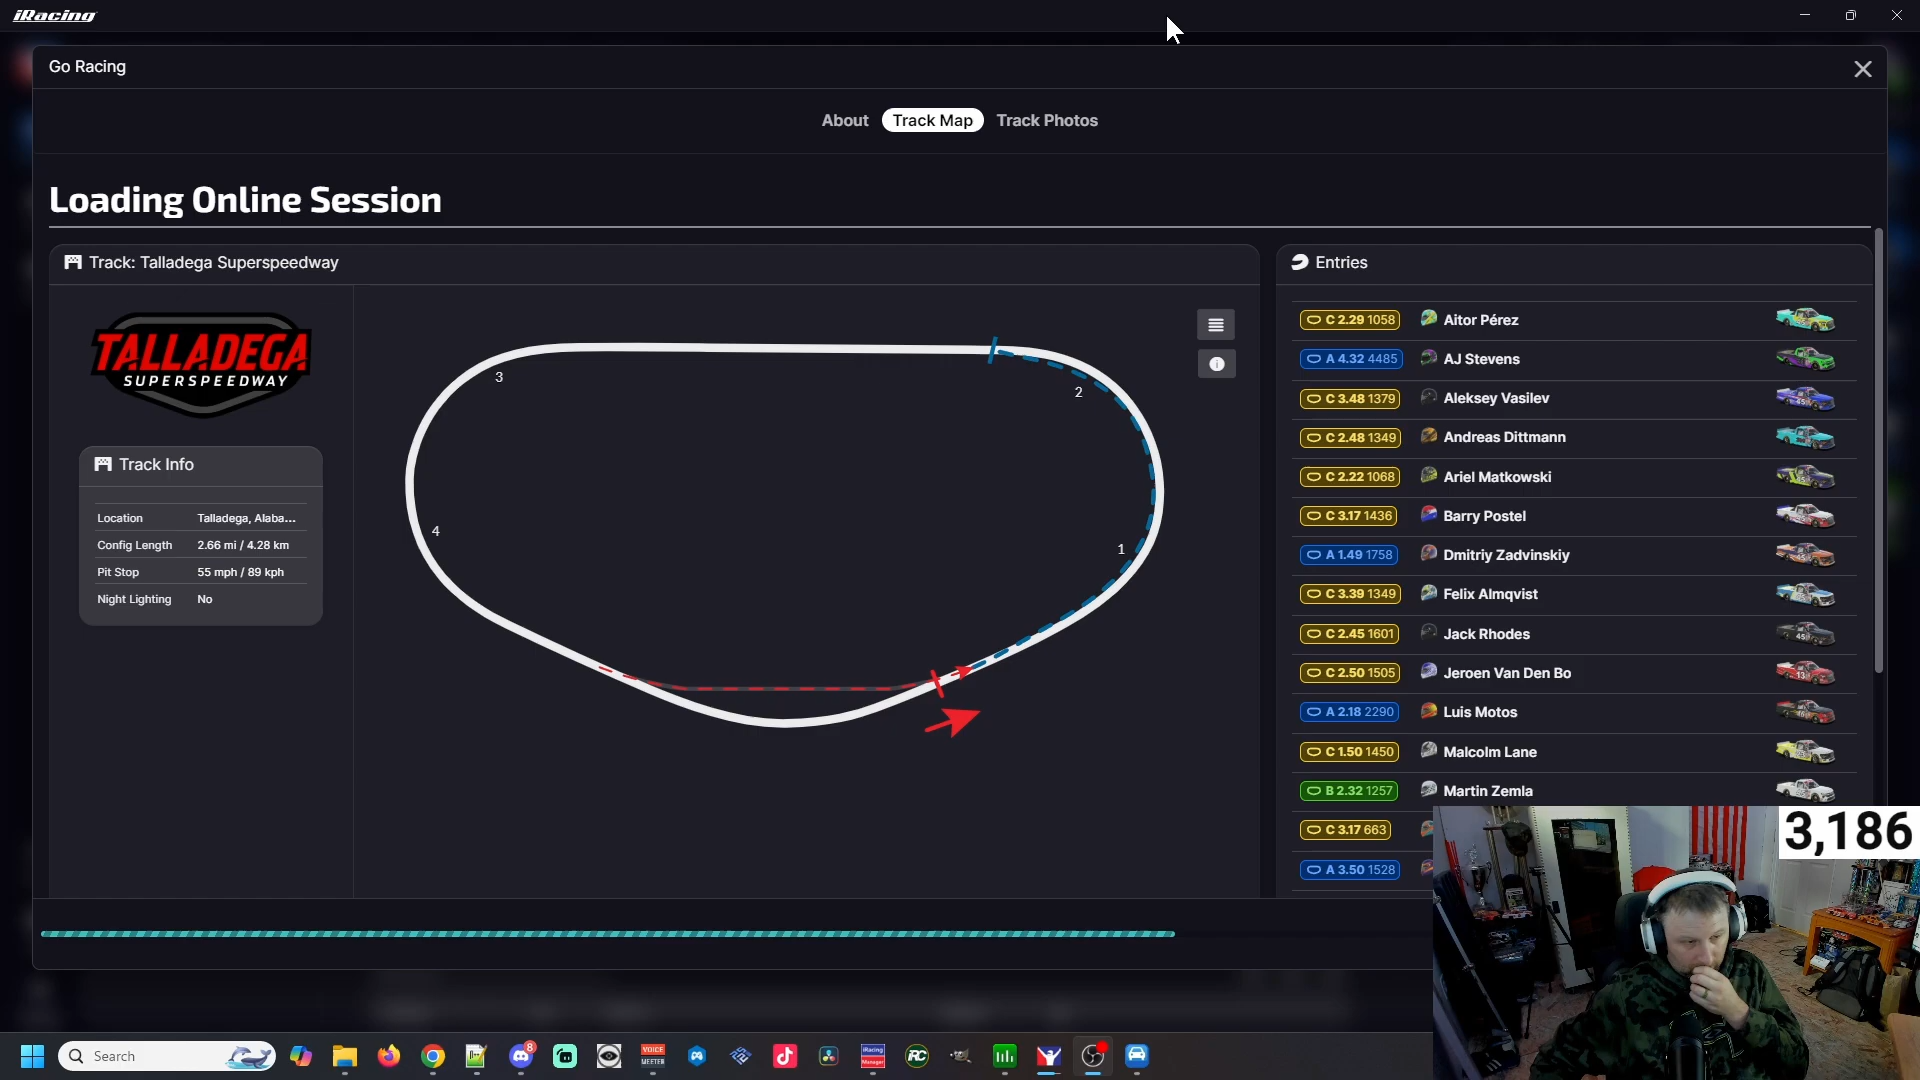 iRacing
Go Racing
About
Track Map
Track Photos
Loading Online Session
Track: Talladega Superspeedway
TALLADEGA
SUPERSPEEDWAY
Track Info
Location Talladega, Alaba...
Config Length 2.66 mi / 4.28 km
Pit Stop 55 mph / 89 kph
Night Lighting No
3
2
4
1
Entries
C 2.29 1058 Aitor Pérez
A 4.32 4485 AJ Stevens
C 3.48 1379 Aleksey Vasilev
C 2.48 1349 Andreas Dittmann
C 2.22 1068 Ariel Matkowski
C 3.17 1436 Barry Postel
A 1.49 1758 Dmitriy Zadvinskiy
C 3.39 1349 Felix Almqvist
C 2.45 1601 Jack Rhodes
C 2.50 1505 Jeroen Van Den Bo
A 2.18 2290 Luis Motos
C 1.50 1450 Malcolm Lane
B 2.32 1257 Martin Zemla
C 3.17 663
A 3.50 1528
3,186
Search
8
VOICE
MEETER
iRacing
Manager